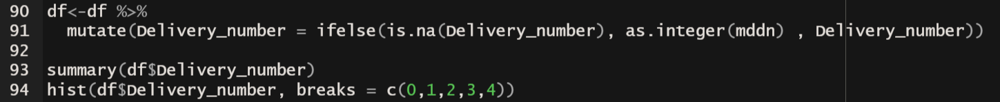 90 df<-df %>%
91   mutate(Delivery_number = ifelse(is.na(Delivery_number), as.integer(mddn) , Delivery_number))
92
93 summary(df$Delivery_number)
94 hist(df$Delivery_number, breaks = c(0,1,2,3,4))